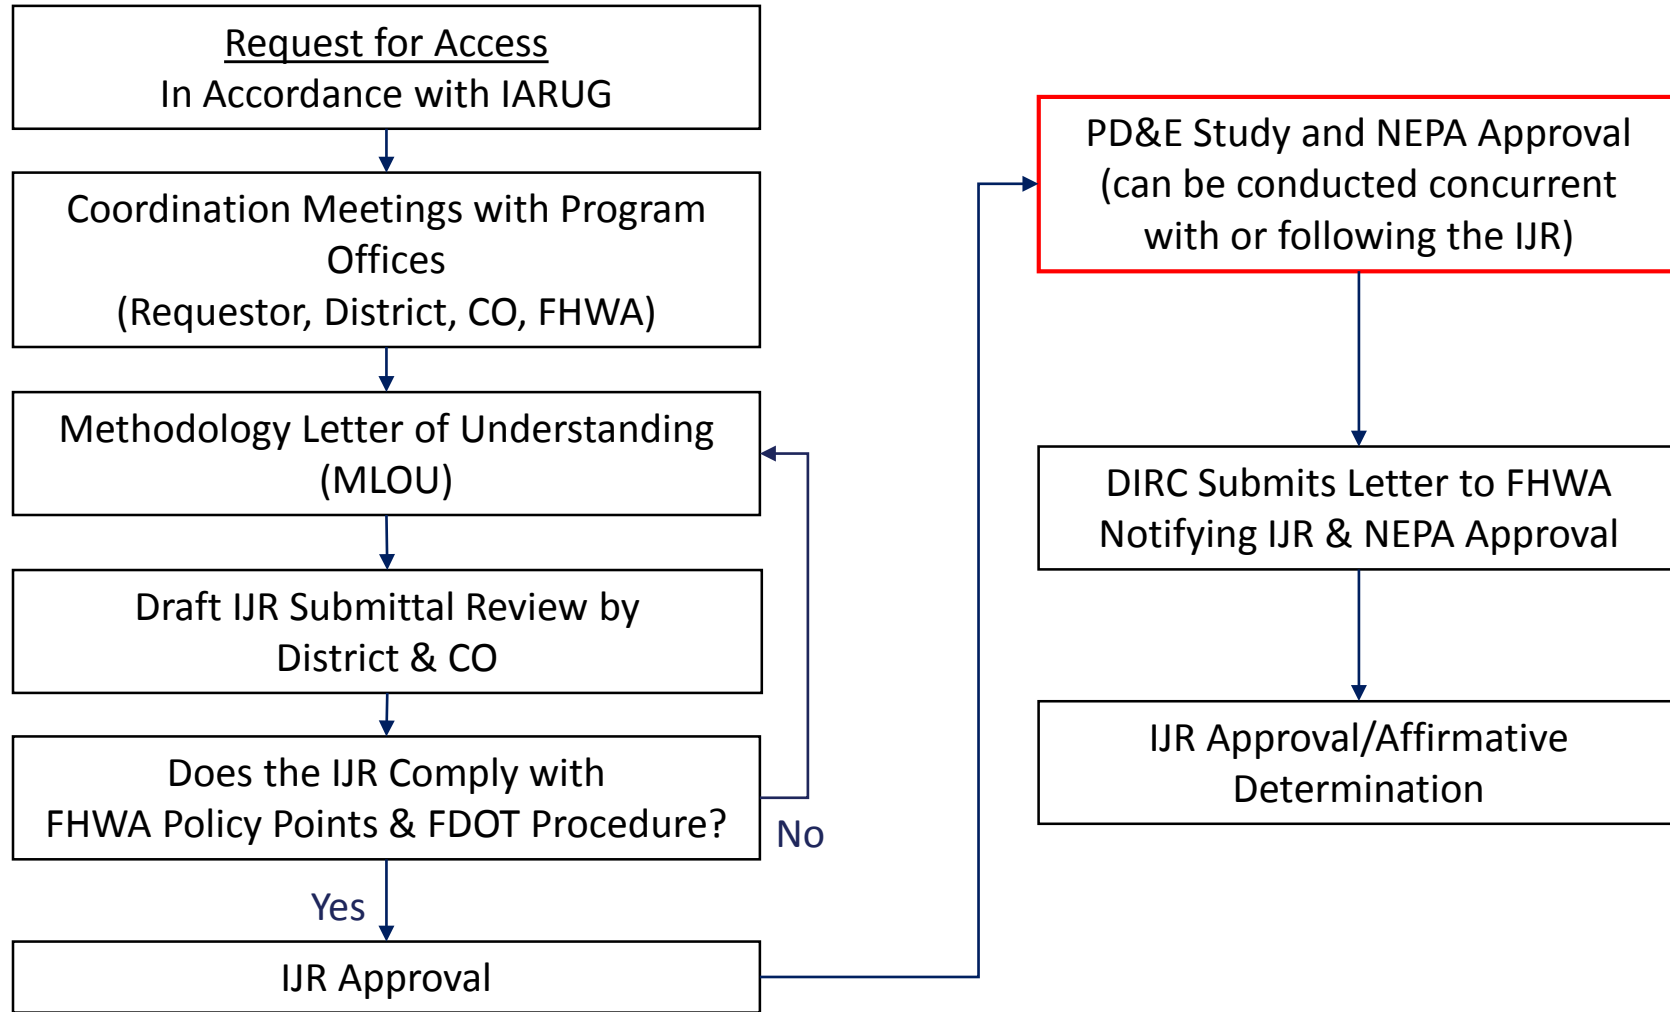 Request for Access
In Accordance with IARUG
Coordination Meetings with Program
Offices
(Requestor, District, CO, FHWA)
Methodology Letter of Understanding
(MLOU)
Draft IJR Submittal Review by
District & CO
Does the IJR Comply with
FHWA Policy Points & FDOT Procedure?
No
Yes
IJR Approval
PD&E Study and NEPA Approval
(can be conducted concurrent
with or following the IJR)
DIRC Submits Letter to FHWA
Notifying IJR & NEPA Approval
IJR Approval/Affirmative
Determination